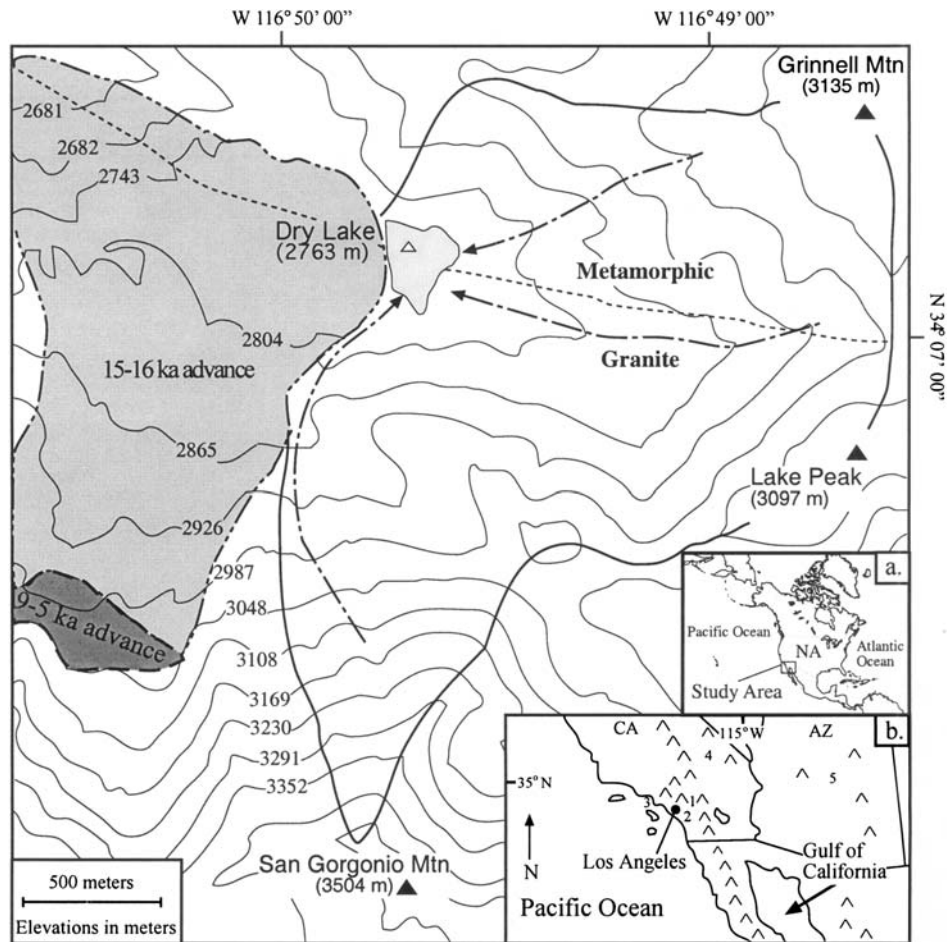 W 116°50' 00"
W 116°49' 00"
Grinnell Mtn
(3135 m)
2681
2682
2743
Dry Lake
(2763 m)
Metamorphic
N 34°07' 00"
2804
15-16 ka advance
Granite
2865
Lake Peak
(3097 m)
2926
2987
9-5 ka advance
3048
3108
3169
3230
3291
3352
San Gorgonio Mtn
(3504 m)
500 meters
Elevations in meters
a.
Pacific Ocean
NA
Atlantic
Ocean
Study Area
b.
CA
115°W
AZ
4
5
35°N
3
1
2
N
Los Angeles
Gulf of
California
Pacific Ocean